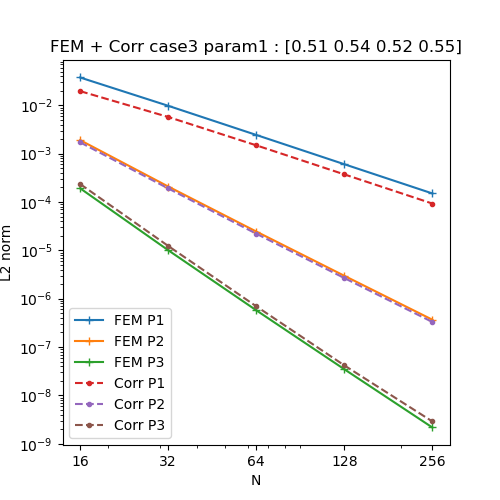 FEM + Corr case3 param1 : [0.51 0.54 0.52 0.55]
L2 norm
10⁻²
10⁻³
10⁻⁴
10⁻⁵
10⁻⁶
10⁻⁷
10⁻⁸
10⁻⁹
FEM P1
FEM P2
FEM P3
Corr P1
Corr P2
Corr P3
16 32 64 128 256
N